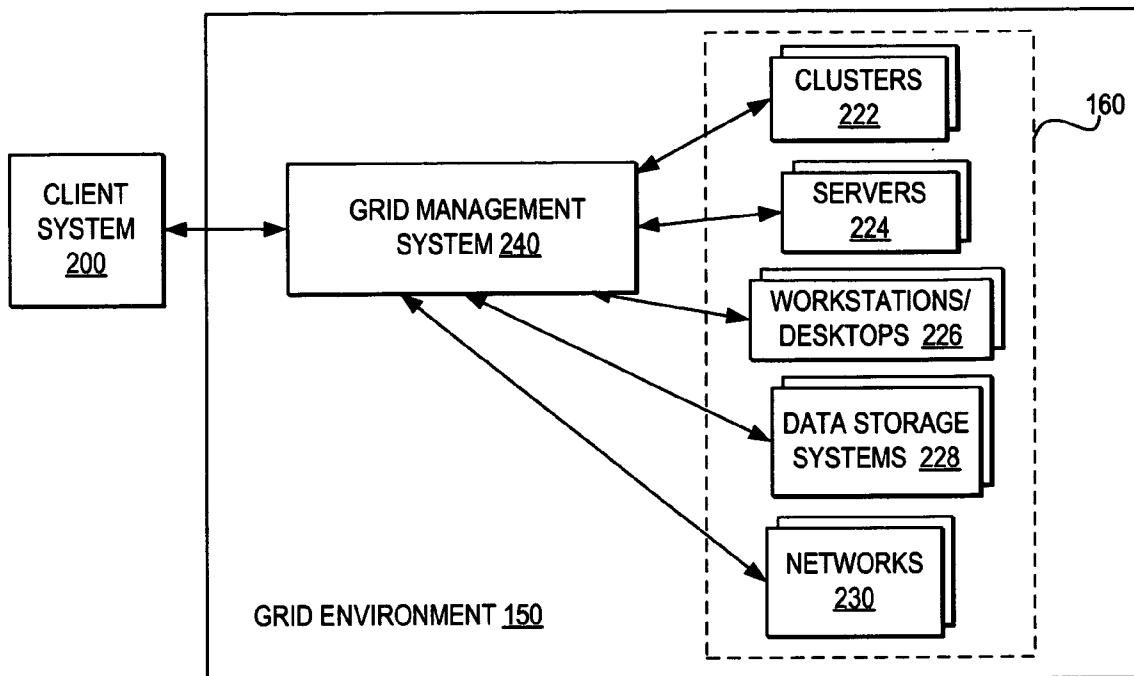 CLIENT
SYSTEM
200
GRID MANAGEMENT
SYSTEM 240
CLUSTERS
222
SERVERS
224
WORKSTATIONS/
DESKTOPS 226
DATA STORAGE
SYSTEMS 228
NETWORKS
230
160
GRID ENVIRONMENT 150